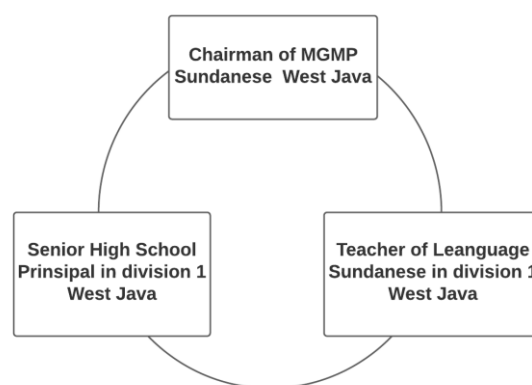 Chairman of MGMP
Sundanese West Java
Senior High School
Prinsipal in division 1
West Java
Teacher of Leanguage
Sundanese in division 1
West Java